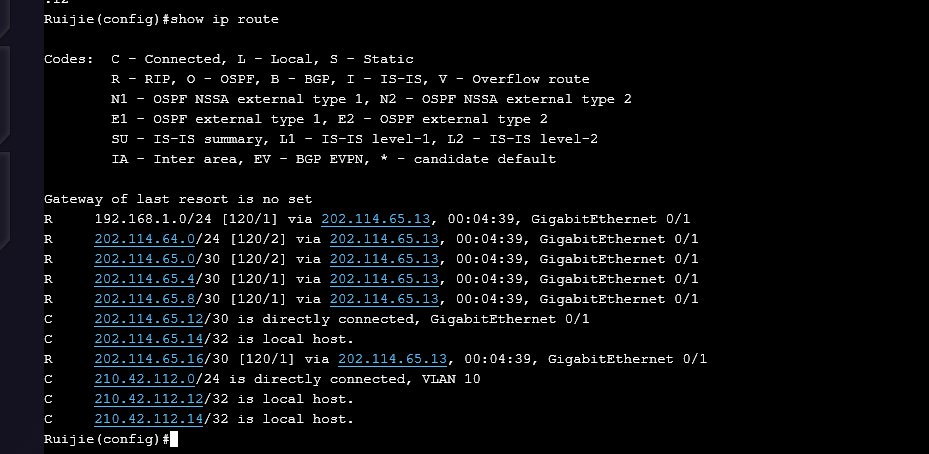 Ruijie(config)#show ip route
Codes:  C - Connected, L - Local, S - Static
        R - RIP, O - OSPF, B - BGP, I - IS-IS, V - Overflow route
        N1 - OSPF NSSA external type 1, N2 - OSPF NSSA external type 2
        E1 - OSPF external type 1, E2 - OSPF external type 2
        SU - IS-IS summary, L1 - IS-IS level-1, L2 - IS-IS level-2
        IA - Inter area, EV - BGP EVPN, * - candidate default
Gateway of last resort is no set
R     192.168.1.0/24 [120/1] via 202.114.65.13, 00:04:39, GigabitEthernet 0/1
R     202.114.64.0/24 [120/2] via 202.114.65.13, 00:04:39, GigabitEthernet 0/1
R     202.114.65.0/30 [120/2] via 202.114.65.13, 00:04:39, GigabitEthernet 0/1
R     202.114.65.4/30 [120/1] via 202.114.65.13, 00:04:39, GigabitEthernet 0/1
R     202.114.65.8/30 [120/1] via 202.114.65.13, 00:04:39, GigabitEthernet 0/1
C     202.114.65.12/30 is directly connected, GigabitEthernet 0/1
C     202.114.65.14/32 is local host.
R     202.114.65.16/30 [120/1] via 202.114.65.13, 00:04:39, GigabitEthernet 0/1
C     210.42.112.0/24 is directly connected, VLAN 10
C     210.42.112.12/32 is local host.
C     210.42.112.14/32 is local host.
Ruijie(config)#